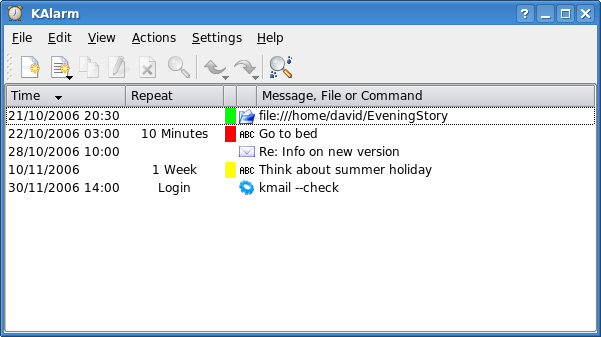 KAlarm
File Edit View Actions Settings Help
Time Repeat Message, File or Command
21/10/2006 20:30 file:///home/david/EveningStory
22/10/2006 03:00 10 Minutes ABC Go to bed
28/10/2006 10:00 Re: Info on new version
10/11/2006 1 Week ABC Think about summer holiday
30/11/2006 14:00 Login kmail --check